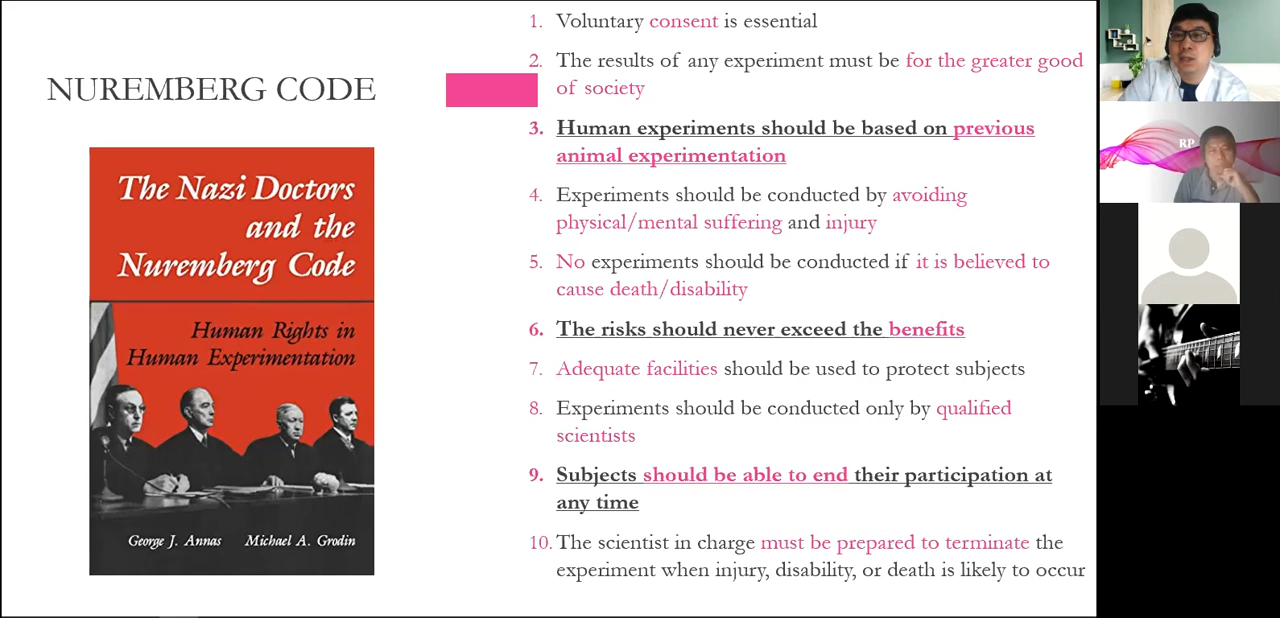 NUREMBERG CODE
The Nazi Doctors
and the
Nuremberg Code
Human Rights in
Human Experimentation
George J. Annas Michael A. Grodin
1. Voluntary consent is essential
2. The results of any experiment must be for the greater good
of society
3. Human experiments should be based on previous
animal experimentation
4. Experiments should be conducted by avoiding
physical/mental suffering and injury
5. No experiments should be conducted if it is believed to
cause death/disability
6. The risks should never exceed the benefits
7. Adequate facilities should be used to protect subjects
8. Experiments should be conducted only by qualified
scientists
9. Subjects should be able to end their participation at
any time
10. The scientist in charge must be prepared to terminate the
experiment when injury, disability, or death is likely to occur
RP